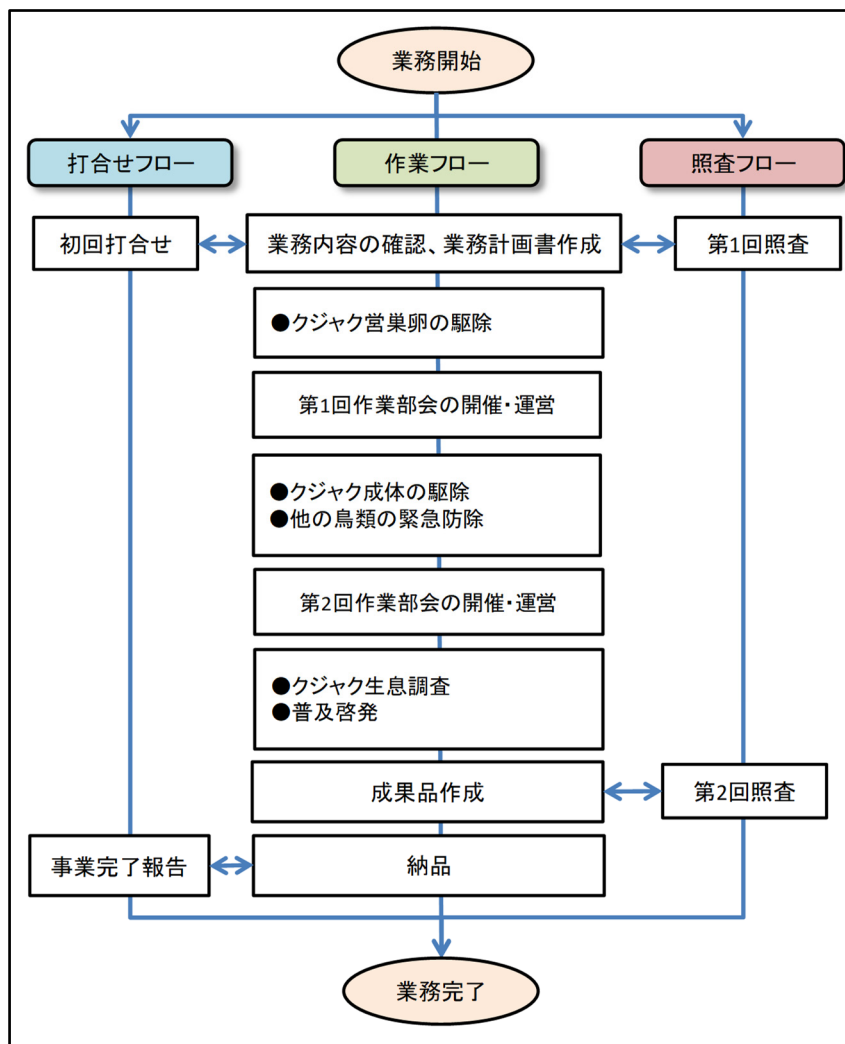 業務開始
打合せフロー
作業フロー
照査フロー
初回打合せ
業務内容の確認、業務計画書作成
第1回照査
●クジャク営巣卵の駆除
第1回作業部会の開催・運営
●クジャク成体の駆除
●他の鳥類の緊急防除
第2回作業部会の開催・運営
●クジャク生息調査
●普及啓発
成果品作成
第2回照査
事業完了報告
納品
業務完了